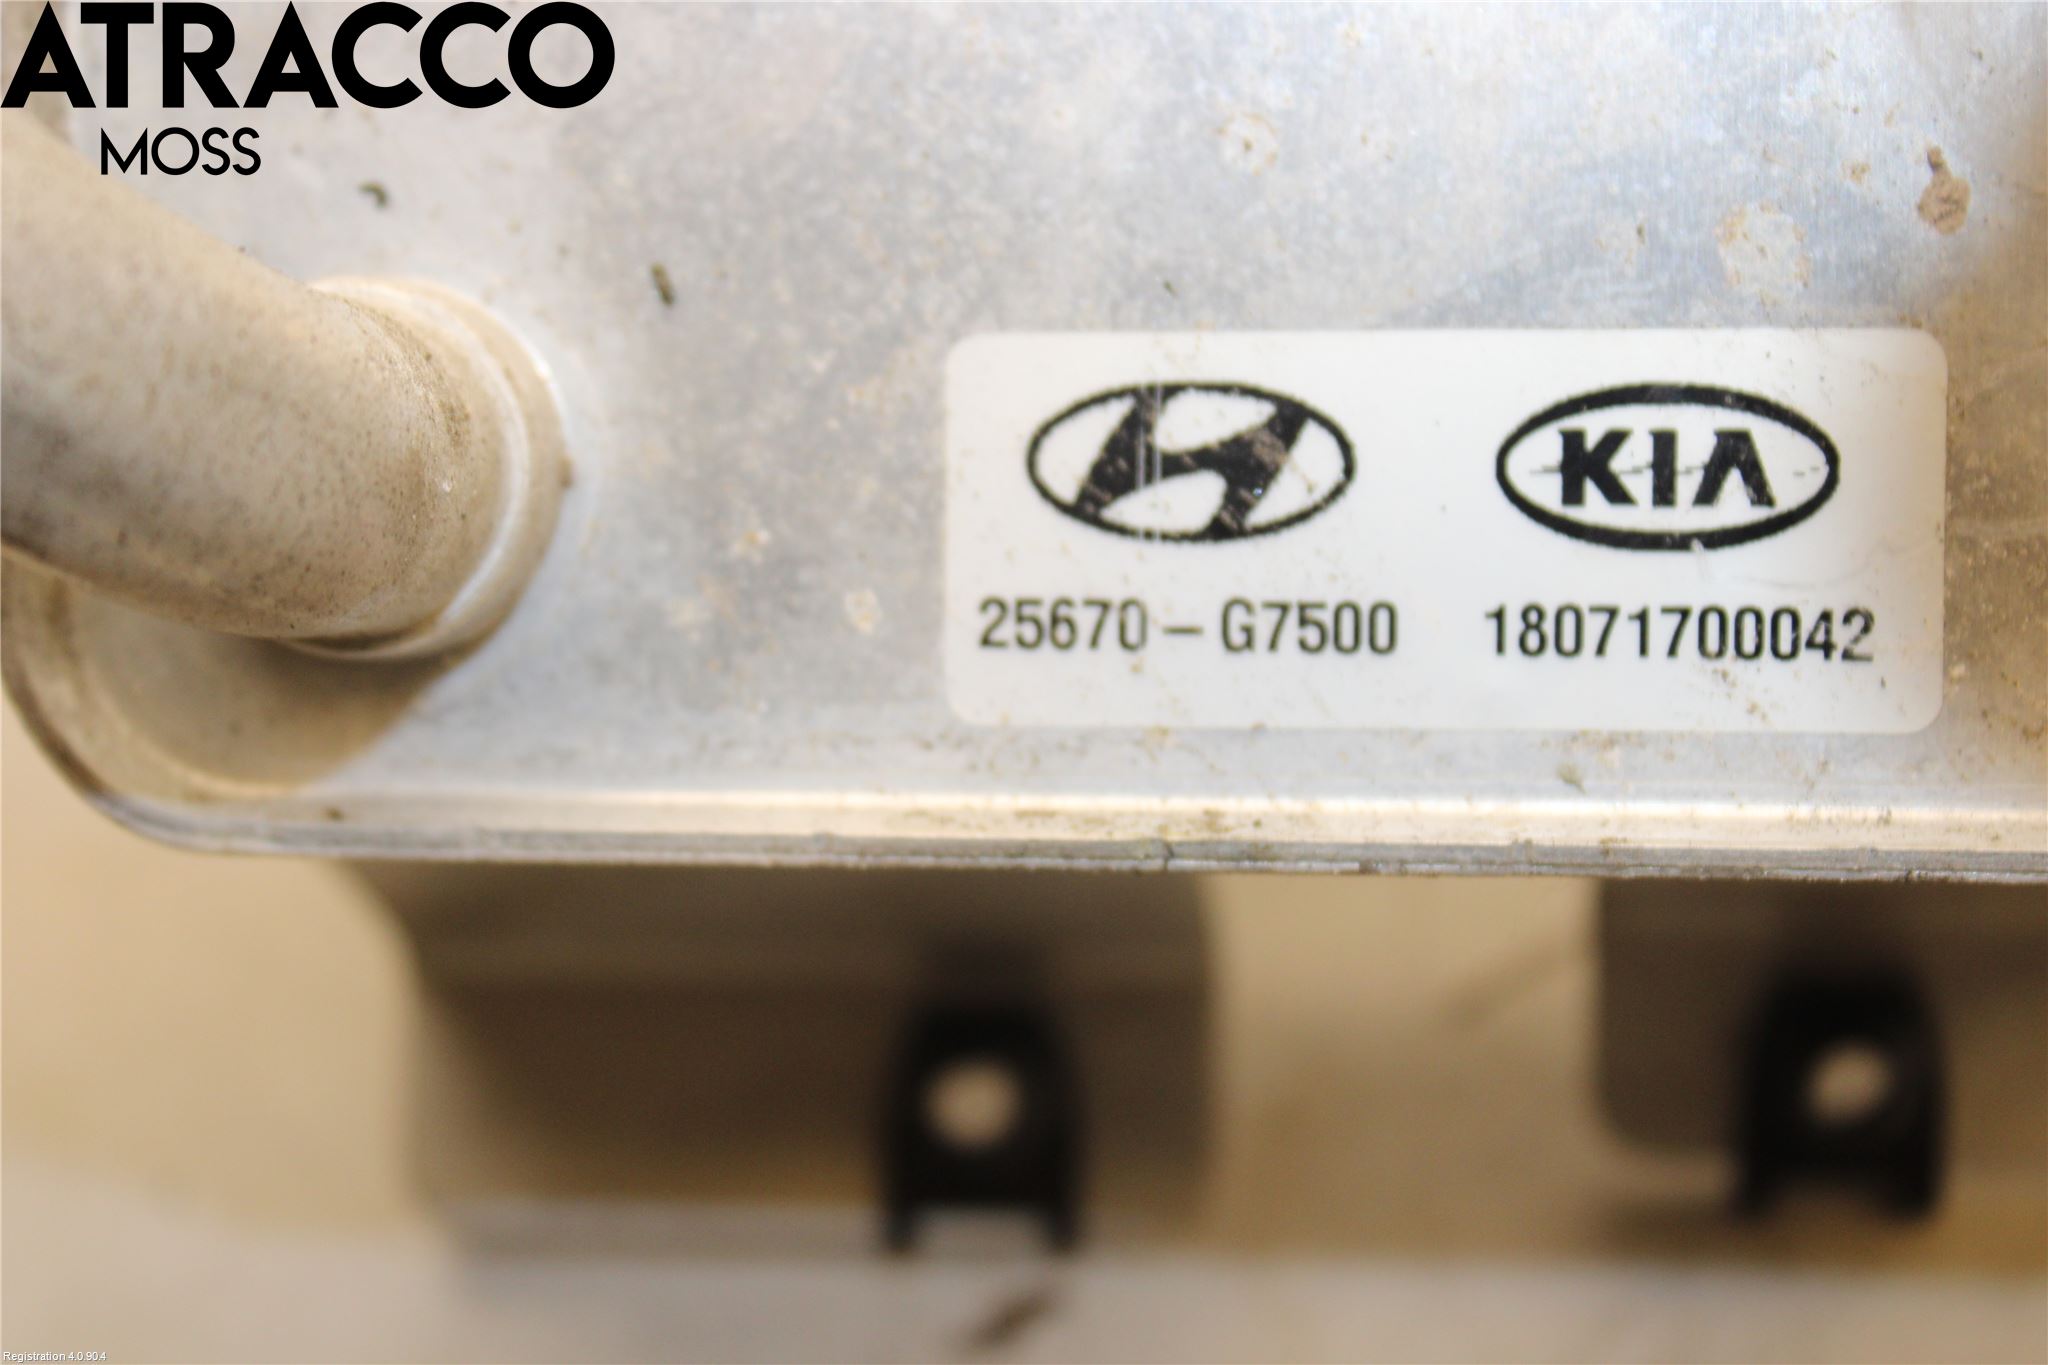 ATRACCO
MOSS
KIA
25670-G7500 18071700042
Registration 4.0.90.4